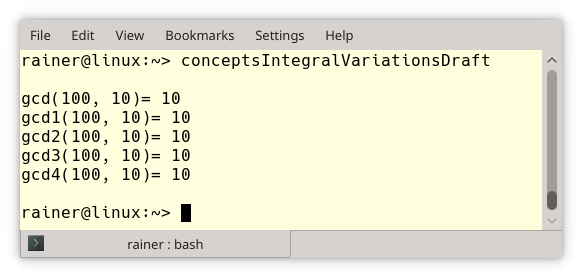 File Edit View Bookmarks Settings Help
rainer@linux:~> conceptsIntegralVariationsDraft
gcd(100, 10)= 10
gcd1(100, 10)= 10
gcd2(100, 10)= 10
gcd3(100, 10)= 10
gcd4(100, 10)= 10
rainer@linux:~>
rainer : bash